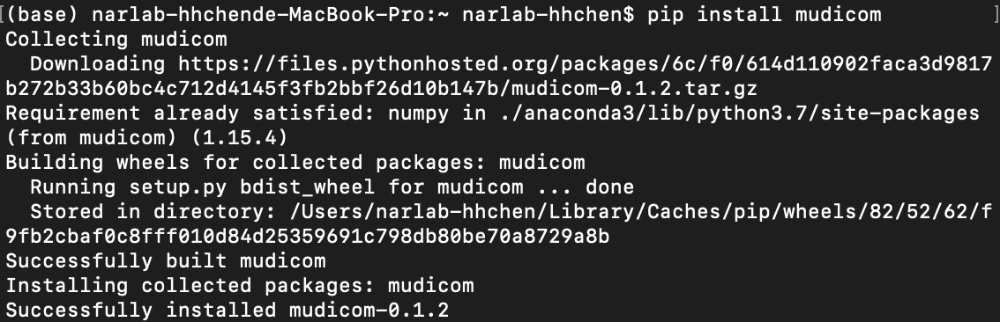 [(base) narlab-hhchende-MacBook-Pro:~ narlab-hhchen$ pip install mudicom ]
Collecting mudicom
  Downloading https://files.pythonhosted.org/packages/6c/f0/614d110902faca3d9817
b272b33b60bc4c712d4145f3fb2bbf26d10b147b/mudicom-0.1.2.tar.gz
Requirement already satisfied: numpy in ./anaconda3/lib/python3.7/site-packages
(from mudicom) (1.15.4)
Building wheels for collected packages: mudicom
  Running setup.py bdist_wheel for mudicom ... done
  Stored in directory: /Users/narlab-hhchen/Library/Caches/pip/wheels/82/52/62/f
9fb2cbaf0c8fff010d84d25359691c798db80be70a8729a8b
Successfully built mudicom
Installing collected packages: mudicom
Successfully installed mudicom-0.1.2